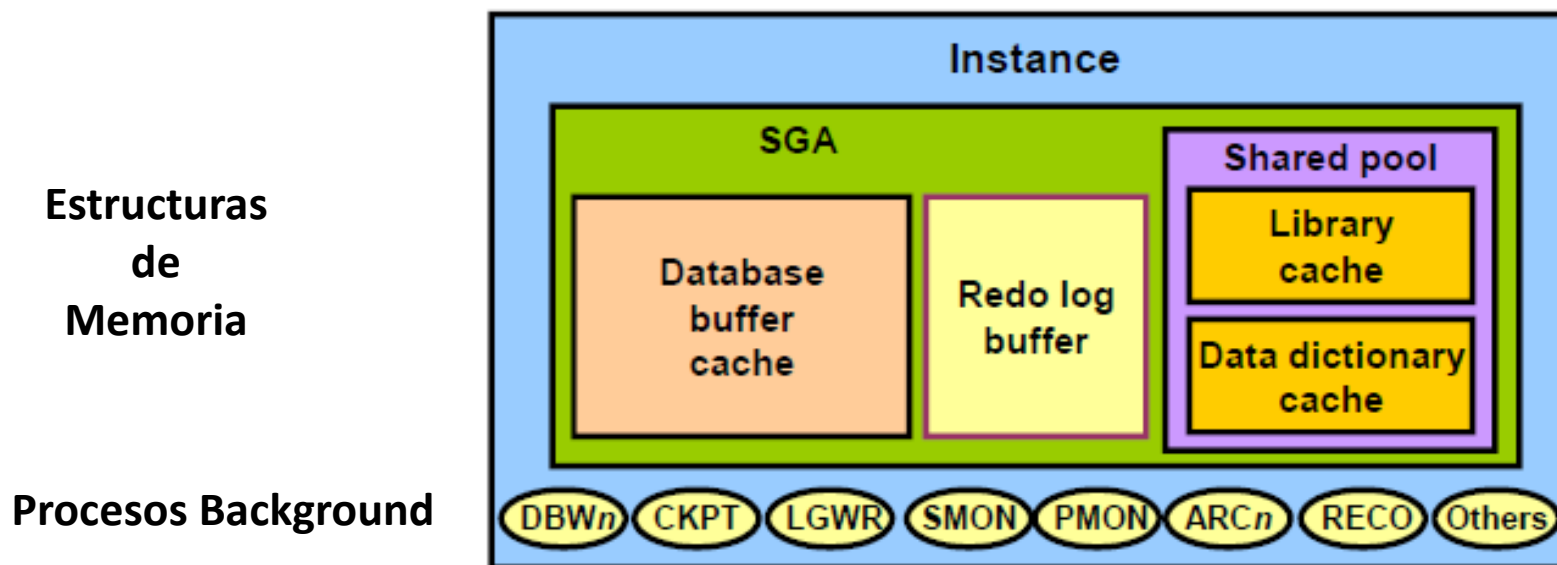 Instance
SGA
Shared pool
Library
cache
Data dictionary
cache
Database
buffer
cache
Redo log
buffer
Estructuras
de
Memoria
Procesos Background
DBWn
CKPT
LGWR
SMON
PMON
ARCn
RECO
Others